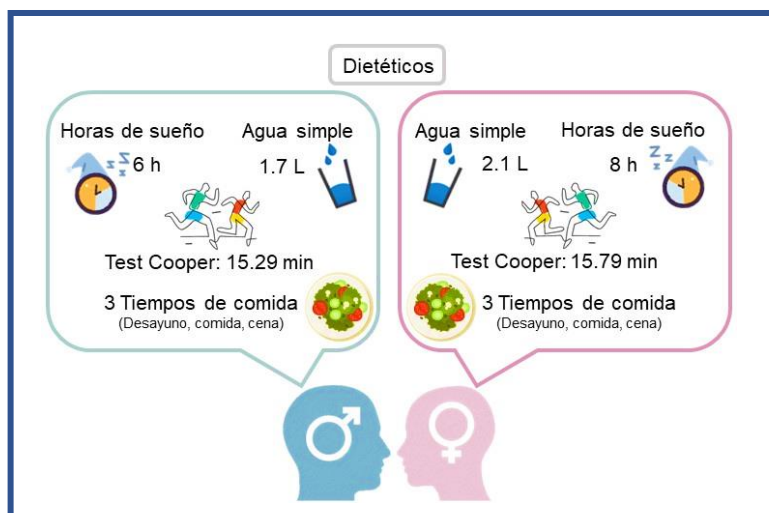 Dietéticos
Horas de sueño
6 h
Agua simple
1.7 L
Test Cooper: 15.29 min
3 Tiempos de comida
(Desayuno, comida, cena)
Agua simple
2.1 L
Horas de sueño
8 h
Test Cooper: 15.79 min
3 Tiempos de comida
(Desayuno, comida, cena)